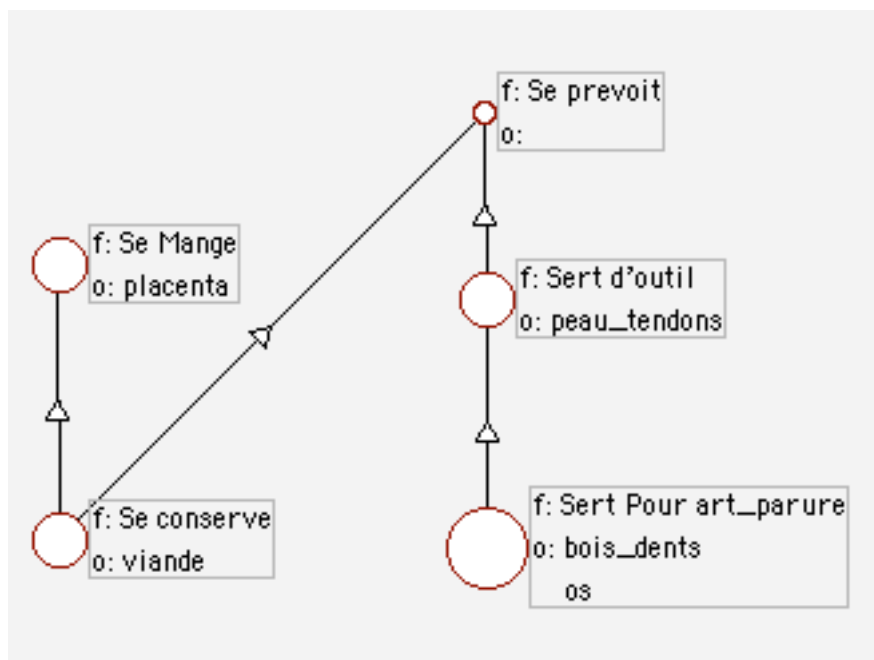 f: Se prevoit
o:
f: Se Mange
o: placenta
f: Sert d'outil
o: peau_tendons
f: Se conserve
o: viande
f: Sert Pour art_parure
o: bois_dents
os